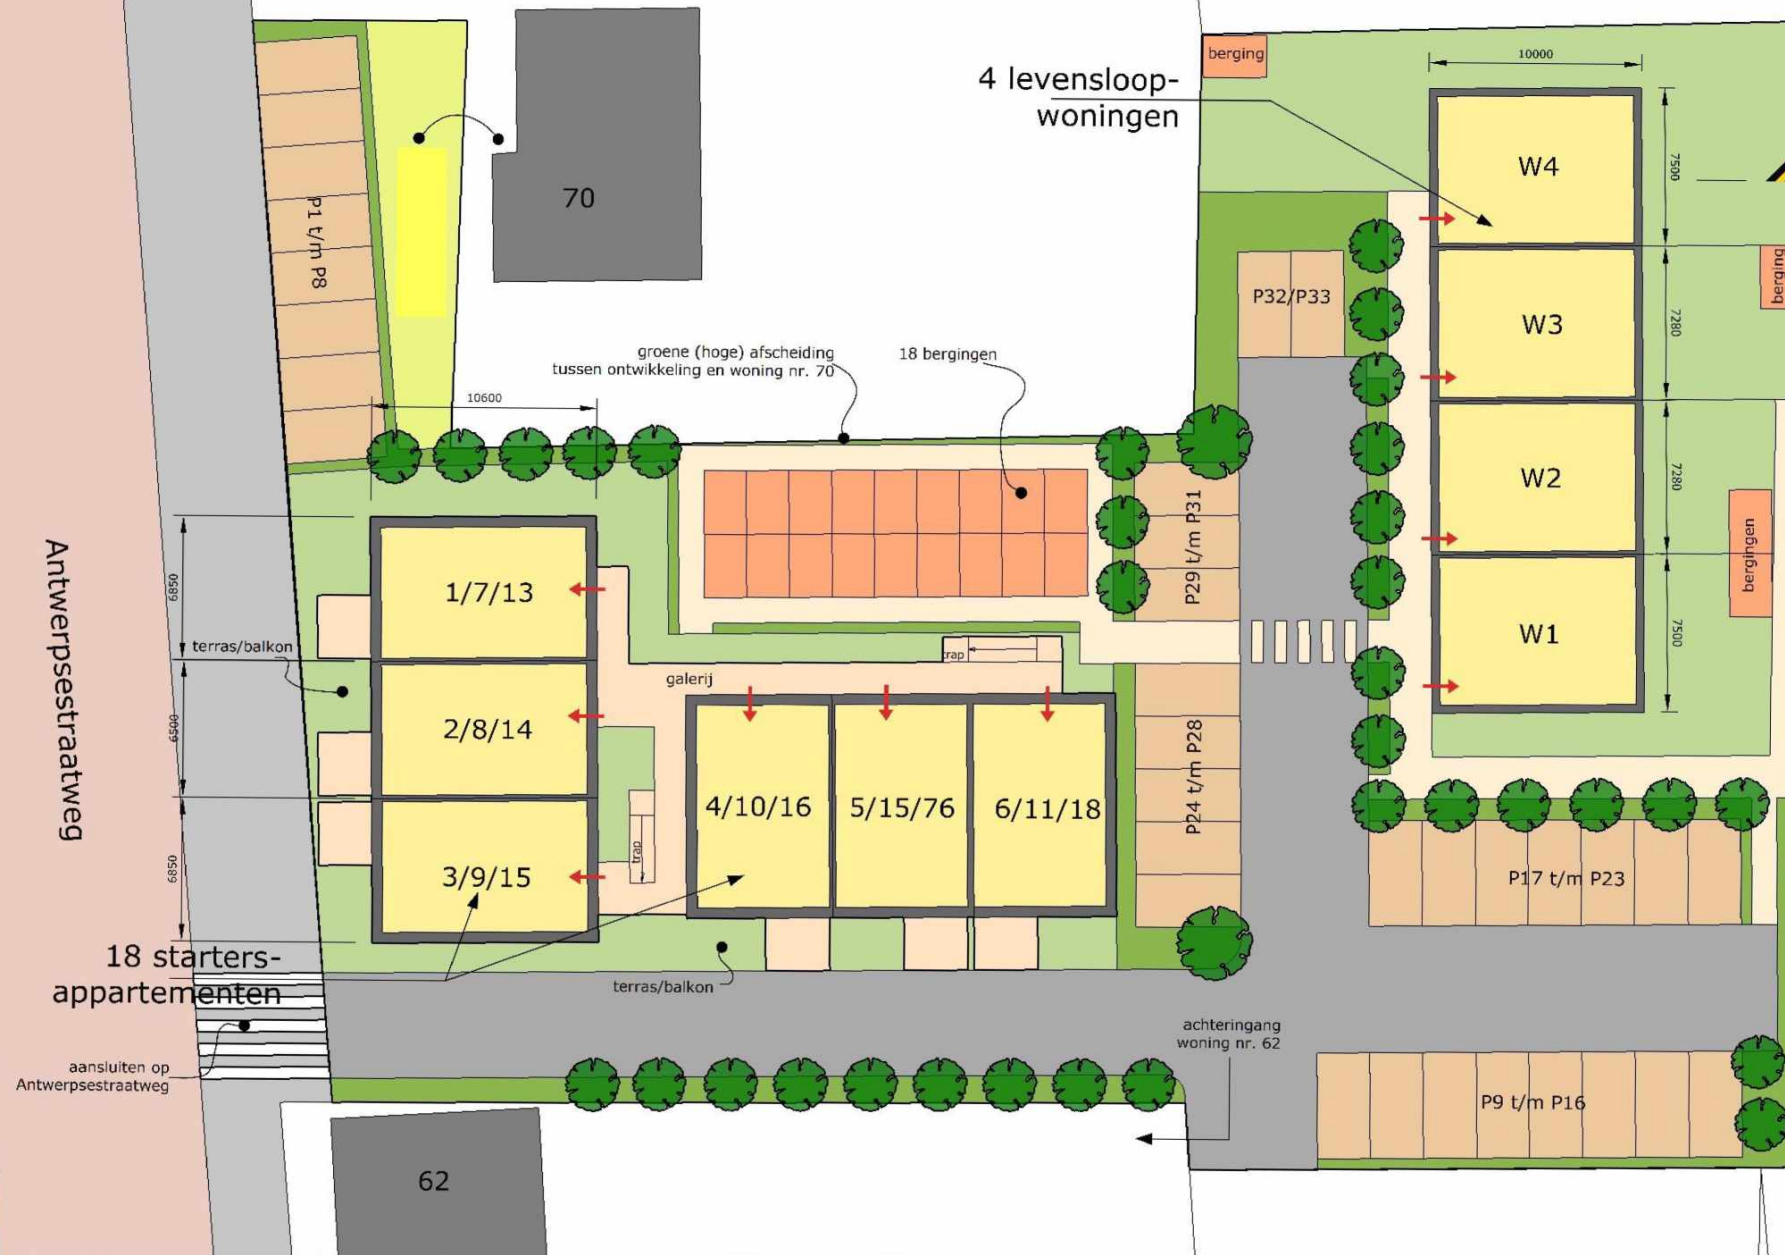 berging
10000
4 levensloop-
woningen
W4
7500
70
P1 t/m P8
berging
P32/P33
W3
7280
groene (hoge) afscheiding
tussen ontwikkeling en woning nr. 70
18 bergingen
10600
W2
7280
P29 t/m P31
bergingen
Antwerpsestraatweg
6850
1/7/13
W1
7500
terras/balkon
trap
galerij
6500
2/8/14
P24 t/m P28
4/10/16
5/15/76
6/11/18
trap
6850
3/9/15
P17 t/m P23
18 starters-
appartementen
terras/balkon
achteringang
woning nr. 62
aansluiten op
Antwerpsestraatweg
P9 t/m P16
62